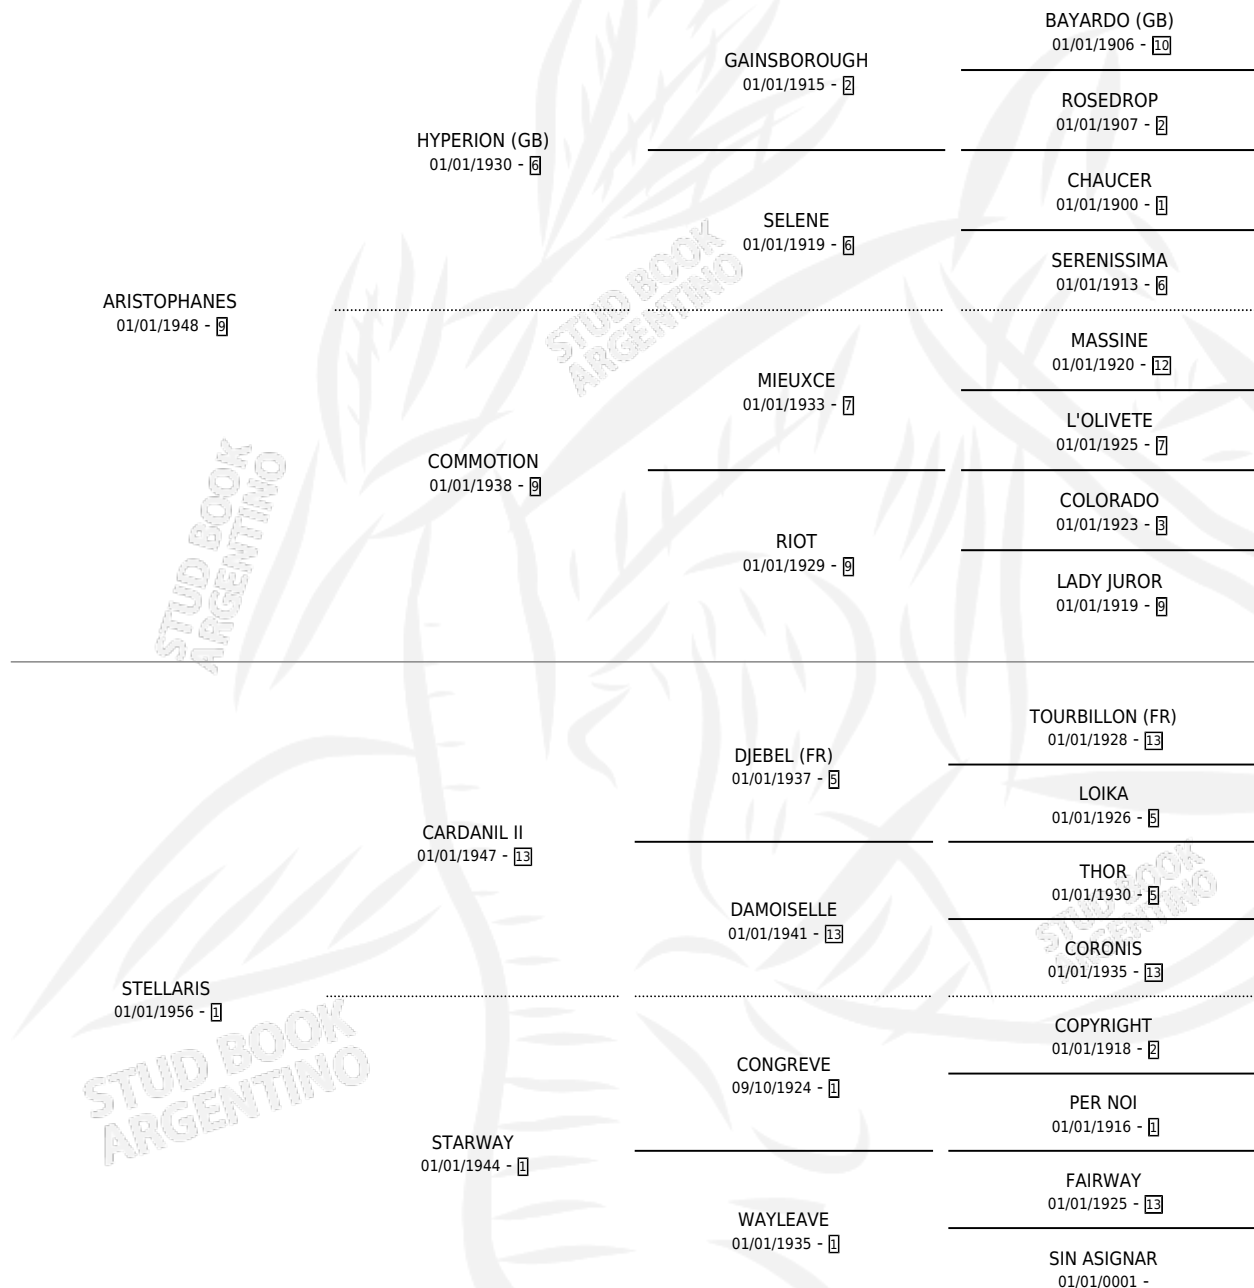 BAYARDO (GB)
01/01/1906 - 10
GAINSBOROUGH
01/01/1915 - 2
ROSEDROP
01/01/1907 - 2
HYPERION (GB)
01/01/1930 - 6
CHAUCER
01/01/1900 - 1
SELENE
01/01/1919 - 6
SERENISSIMA
01/01/1913 - 6
ARISTOPHANES
01/01/1948 - 9
MASSINE
01/01/1920 - 12
MIEUXCE
01/01/1933 - 7
L'OLIVETE
01/01/1925 - 7
COMMOTION
01/01/1938 - 9
COLORADO
01/01/1923 - 3
RIOT
01/01/1929 - 9
LADY JUROR
01/01/1919 - 9
TOURBILLON (FR)
01/01/1928 - 13
DJEBEL (FR)
01/01/1937 - 5
LOIKA
01/01/1926 - 5
CARDANIL II
01/01/1947 - 13
THOR
01/01/1930 - 5
DAMOISELLE
01/01/1941 - 13
CORONIS
01/01/1935 - 13
STELLARIS
01/01/1956 - 1
COPYRIGHT
01/01/1918 - 2
CONGREVE
09/10/1924 - 1
PER NOI
01/01/1916 - 1
STARWAY
01/01/1944 - 1
FAIRWAY
01/01/1925 - 13
WAYLEAVE
01/01/1935 - 1
SIN ASIGNAR
01/01/0001 -
STUD BOOK
ARGENTINO
STUD BOOK
ARGENTINO
STUD BOOK
ARGENTINO
STUD BOOK
ARGENTINO